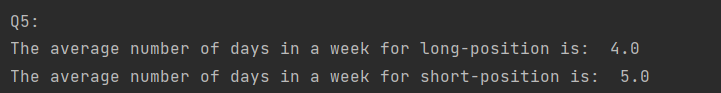 Q5:
The average number of days in a week for long-position is:  4.0
The average number of days in a week for short-position is:  5.0